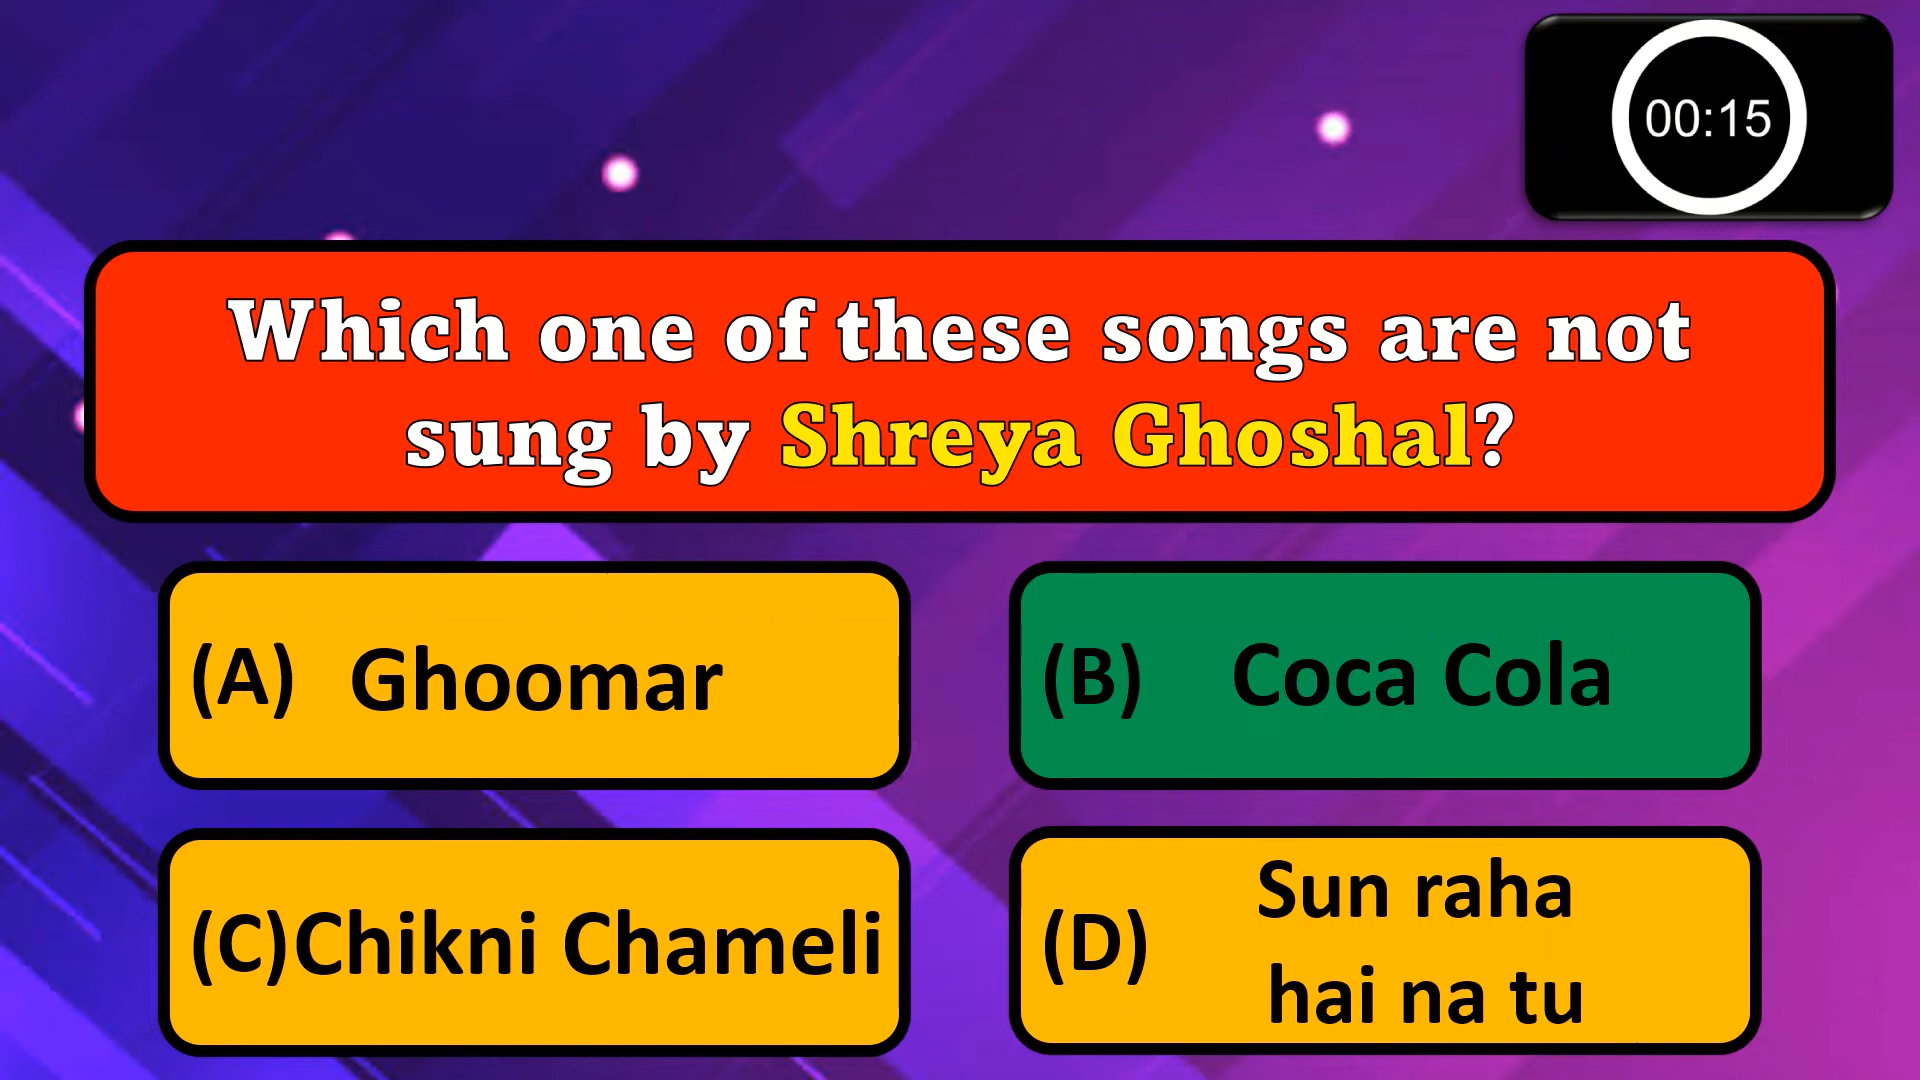 00:15
Which one of these songs are not
sung by Shreya Ghoshal?
(A) Ghoomar
(B) Coca Cola
(C) Chikni Chameli
(D) Sun raha
hai na tu